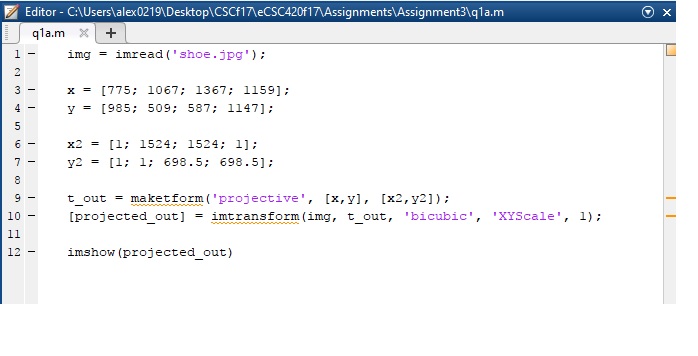 Editor - C:\Users\alex0219\Desktop\CSCf17\eCSC420f17\Assignments\Assignment3\q1a.m
q1a.m
1 img = imread('shoe.jpg');
2
3 x = [775; 1067; 1367; 1159];
4 y = [985; 509; 587; 1147];
5
6 x2 = [1; 1524; 1524; 1];
7 y2 = [1; 1; 698.5; 698.5];
8
9 t_out = maketform('projective', [x,y], [x2,y2]);
10 [projected_out] = imtransform(img, t_out, 'bicubic', 'XYScale', 1);
11
12 imshow(projected_out)